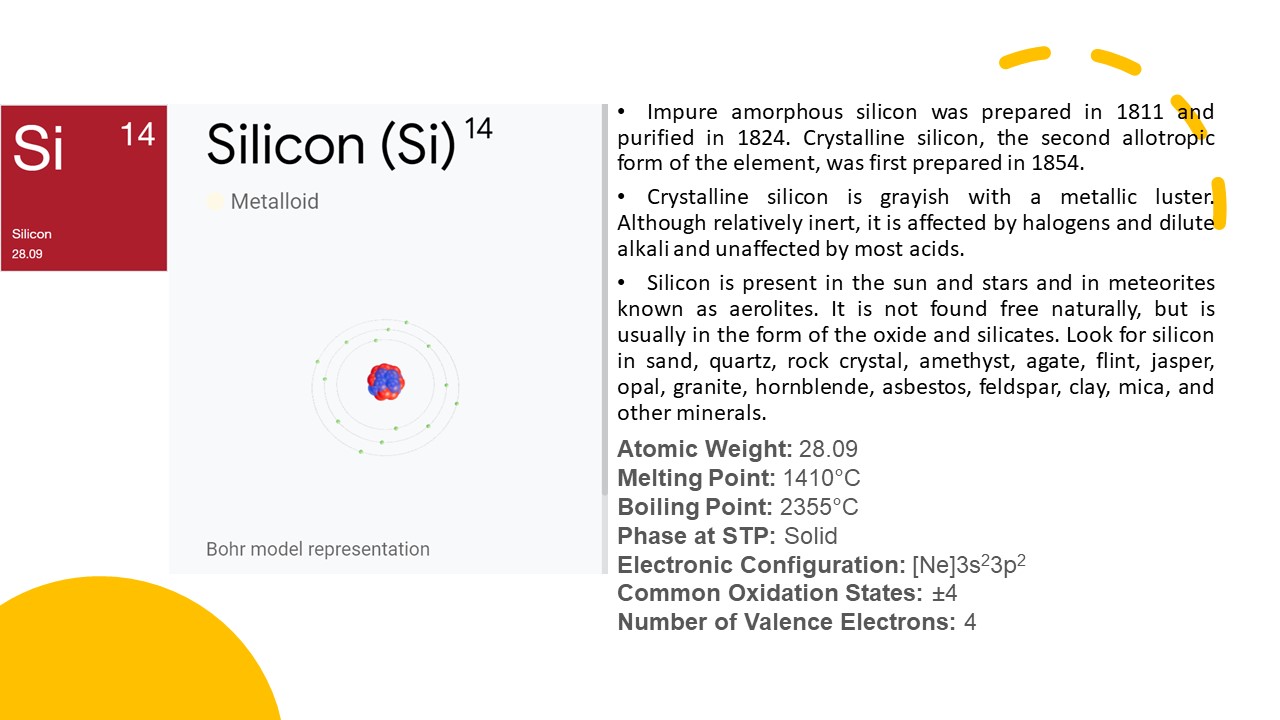 Si 14
Silicon
28.09
Silicon (Si)¹⁴
Metalloid
Bohr model representation
• Impure amorphous silicon was prepared in 1811 and
purified in 1824. Crystalline silicon, the second allotropic
form of the element, was first prepared in 1854.
• Crystalline silicon is grayish with a metallic luster.
Although relatively inert, it is affected by halogens and dilute
alkali and unaffected by most acids.
• Silicon is present in the sun and stars and in meteorites
known as aerolites. It is not found free naturally, but is
usually in the form of the oxide and silicates. Look for silicon
in sand, quartz, rock crystal, amethyst, agate, flint, jasper,
opal, granite, hornblende, asbestos, feldspar, clay, mica, and
other minerals.
Atomic Weight: 28.09
Melting Point: 1410°C
Boiling Point: 2355°C
Phase at STP: Solid
Electronic Configuration: [Ne]3s²3p²
Common Oxidation States: ±4
Number of Valence Electrons: 4